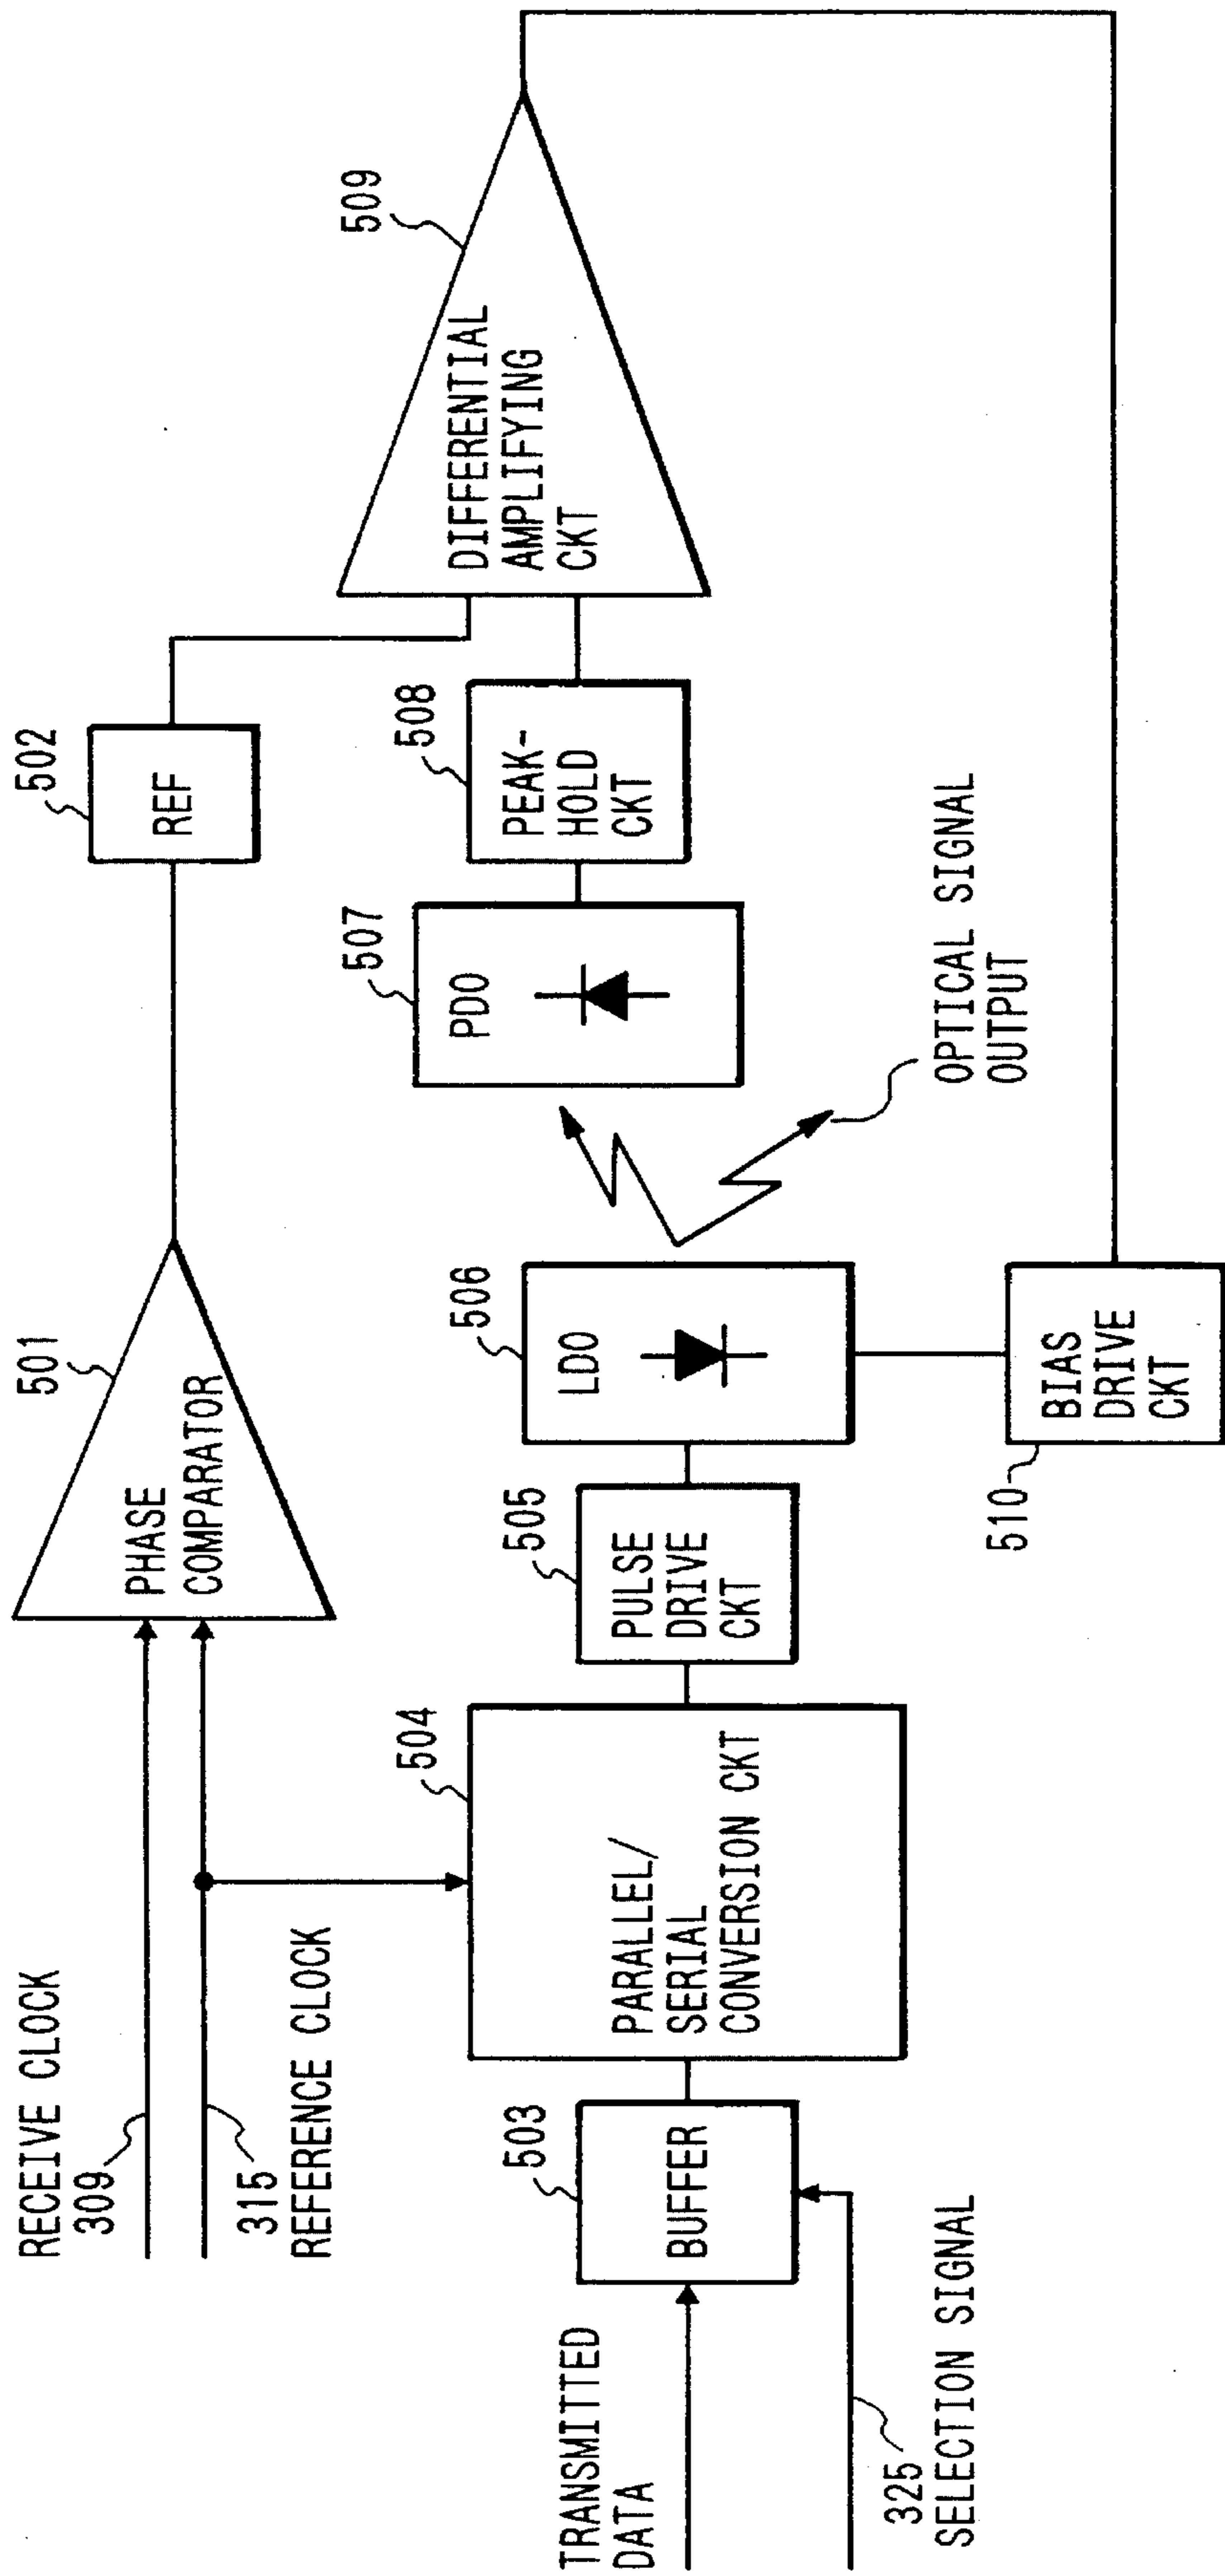 RECEIVE CLOCK
309
315
REFERENCE CLOCK
501
PHASE
COMPARATOR
502
REF
TRANSMITTED
DATA
325
SELECTION SIGNAL
503
BUFFER
504
PARALLEL/
SERIAL
CONVERSION CKT
505
PULSE
DRIVE
CKT
506
LDO
507
PDO
508
PEAK-
HOLD
CKT
509
DIFFERENTIAL
AMPLIFYING
CKT
OPTICAL SIGNAL
OUTPUT
510
BIAS
DRIVE
CKT